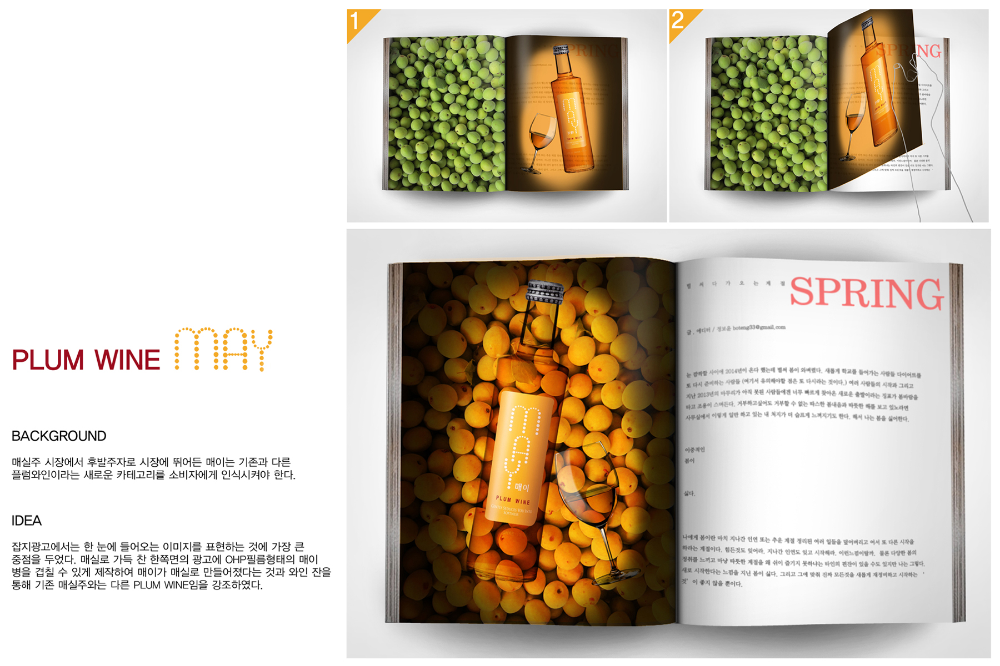 PLUM WINE MAY
BACKGROUND
매실주 시장에서 후발주자로 시장에 뛰어든 매이는 기존과 다른
플럼와인이라는 새로운 카테고리를 소비자에게 인식시켜야 한다.
IDEA
잡지광고에서는 한 눈에 들어오는 이미지를 표현하는 것에 가장 큰
중점을 두었다. 매실로 가득 찬 한쪽면의 광고에 OHP필름형태의 매이
병을 겹칠 수 있게 제작하여 매이가 매실로 만들어졌다는 것과 와인 잔을
통해 기존 매실주와는 다른 PLUM WINE임을 강조하였다.
1
SPRING
may
2
SPRING
may
may
매이
PLUM WINE
GENTLY SEDUCES YOU INTO
SOFTNESS
벌써 다가오는 계절 SPRING
글. 에디터 / 정보윤 boteng33@gmail.com
눈 깜짝할 사이에 2014년이 온다 했는데 벌써 봄이 와버렸다. 새롭게 학교를 들어가는 사람들 다이어트를
또 다시 준비하는 사람들 (여기서 유의해야할 점은 또 다시라는 것이다.) 여러 사람들의 시작과 그리고
지난 2013년의 마무리가 아직 못된 사람들에겐 너무 빠르게 찾아온 새로운 출발이라는 징표가 봄바람을
타고 조용이 스며든다. 거부하고싶어도 거부할 수 없는 따스한 봄내음과 따뜻한 해를 보고 있노라면
사무실에서 이렇게 일만 하고 있는 내 처지가 더 슬프게 느껴지기도 한다. 해서 나는 봄을 싫어한다.
이중적인
봄이
싫다.
나에게 봄이란 마치 지나간 인연 또는 추운 계절 정리된 여러 일들을 덮어버리고 어서 또 다른 시작을
하라는 계절이다. 힘든것도 잊어라, 지나간 인연도 잊고 시작해라. 이런느낌이랄까. 물론 다양한 봄의
정취를 느끼고 마냥 따뜻한 계절을 왜 쉬이 즐기지 못하냐는 타인의 핀잔이 있을 수도 있지만 나는 그렇다.
새로 시작한다는 느낌을 지닌 봄이 싫다. 그리고 그에 맞춰 진짜 모든것을 새롭게 재정비하고 시작하는 '
것' 이 좋지 않을 뿐이다.